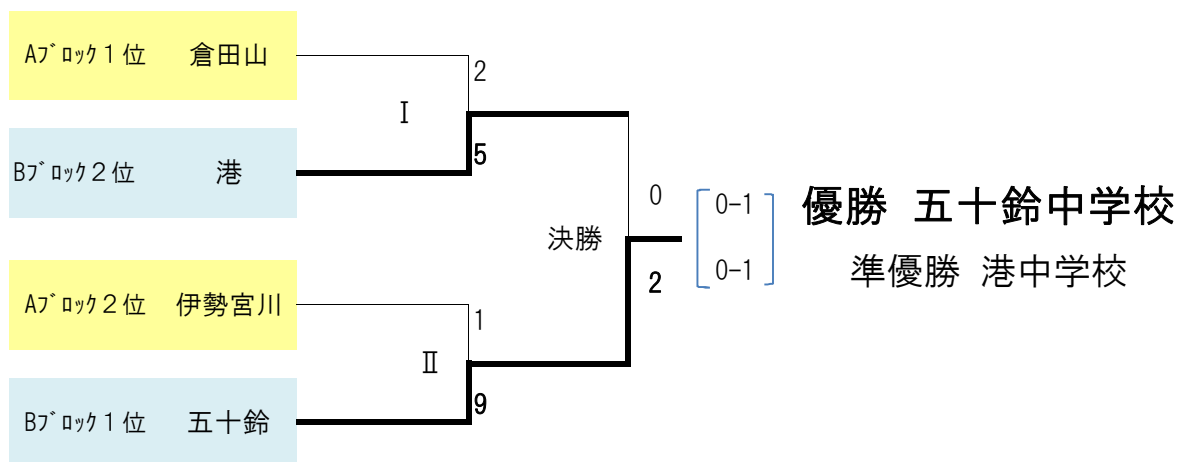 Aﾌﾞﾛｯｸ１位 倉田山
2
Ⅰ
Bﾌﾞﾛｯｸ２位 港
5
決勝
0
2
0-1
0-1
優勝 五十鈴中学校
準優勝 港中学校
Aﾌﾞﾛｯｸ２位 伊勢宮川
1
Ⅱ
Bﾌﾞﾛｯｸ１位 五十鈴
9